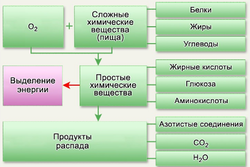 O2
+
Сложные
химические
вещества
(пища)
Белки
Жиры
Углеводы
Выделение
энергии
Простые
химические
вещества
Жирные кислоты
Глюкоза
Аминокислоты
Продукты
распада
Азотистые соединения
CO2
H2O